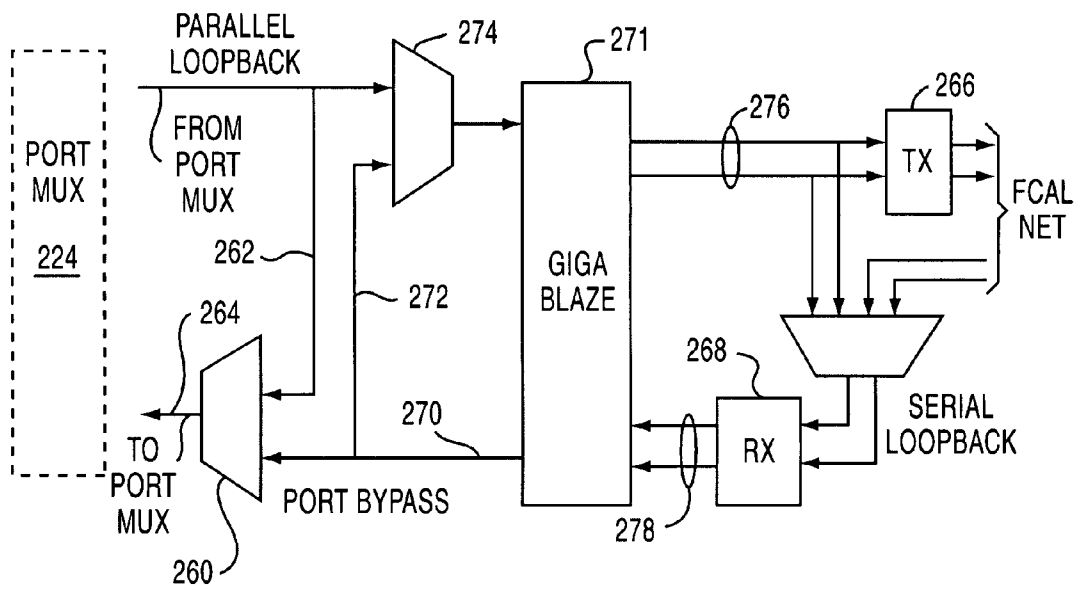 PARALLEL
LOOPBACK
274
271
266
276
PORT
MUX
224
FROM
PORT
MUX
TX
FCAL
NET
262
272
GIGA
BLAZE
264
268
270
RX
SERIAL
LOOPBACK
TO
PORT
MUX
PORT BYPASS
278
260